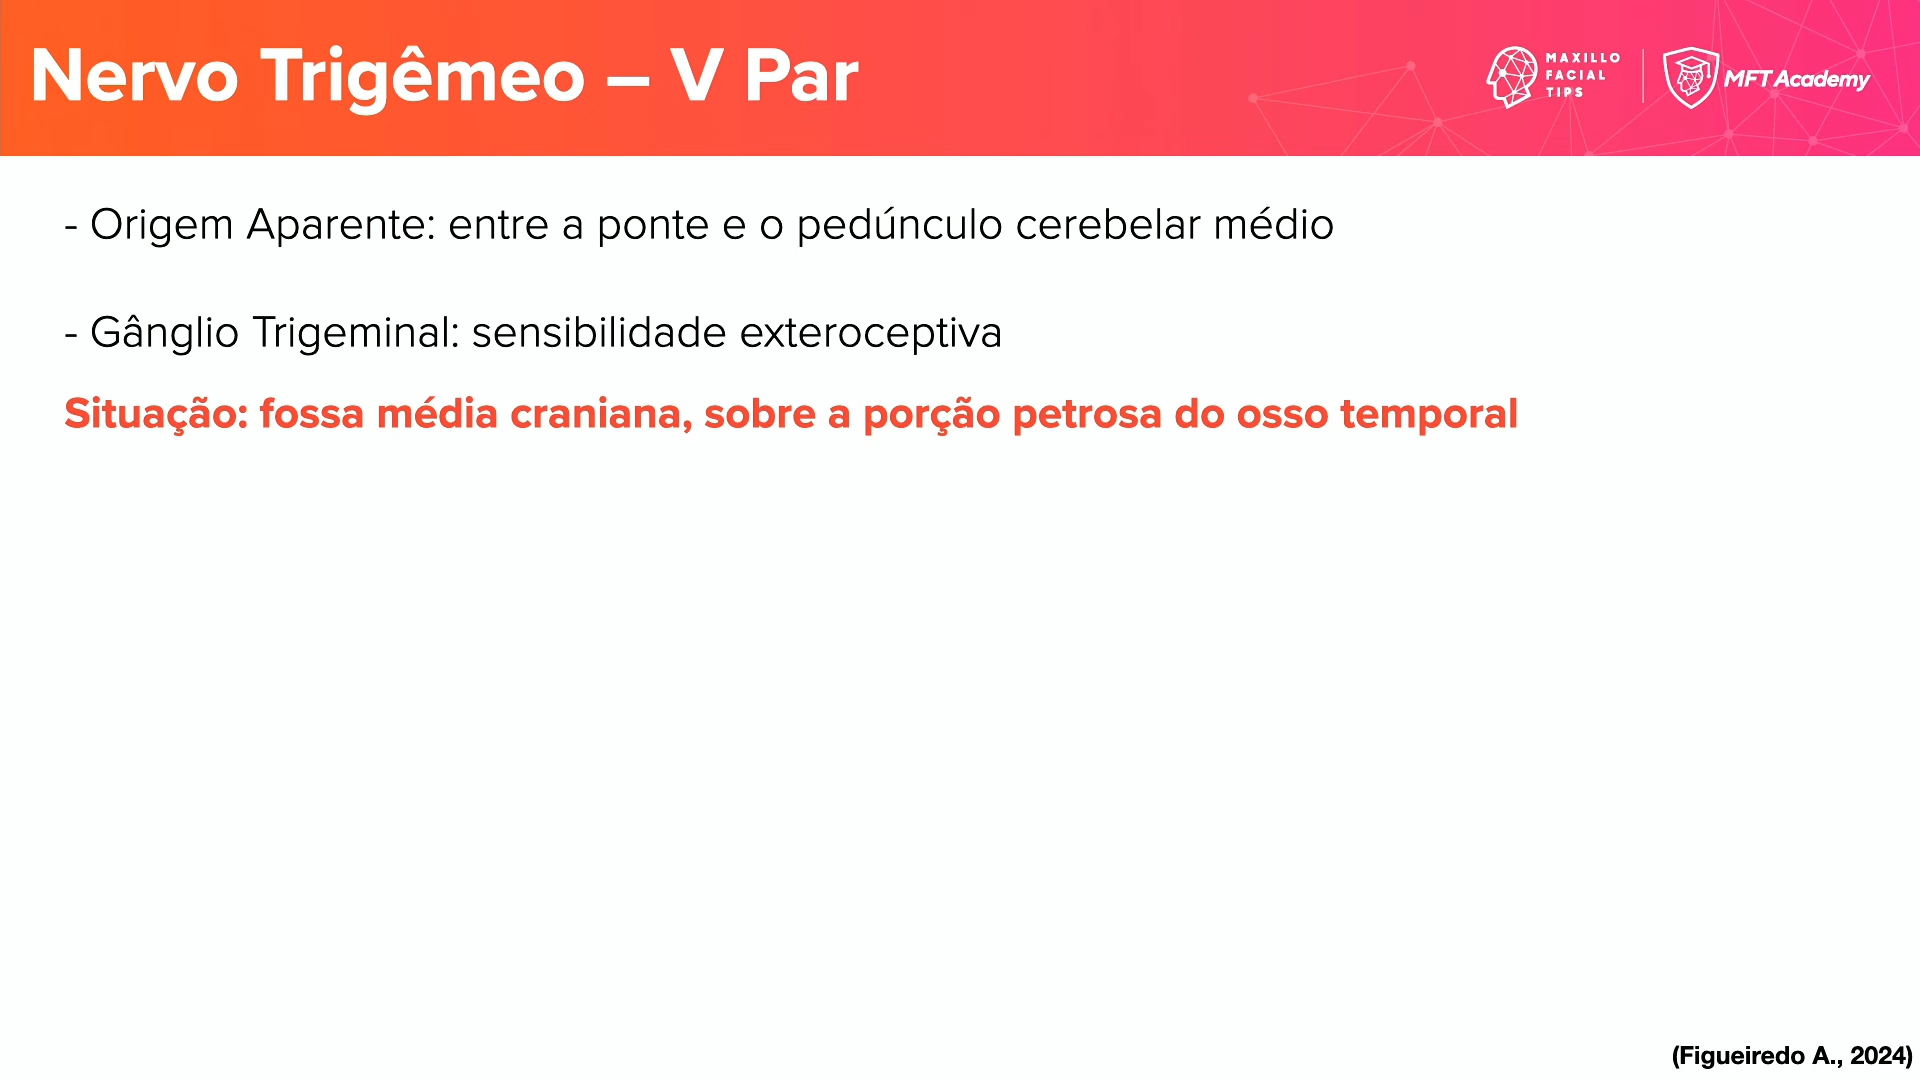 Nervo Trigêmeo – V Par
MAXILLO
FACIAL
TIPS
MFT Academy
- Origem Aparente: entre a ponte e o pedúnculo cerebelar médio
- Gânglio Trigeminal: sensibilidade exteroceptiva
Situação: fossa média craniana, sobre a porção petrosa do osso temporal
(Figueiredo A., 2024)